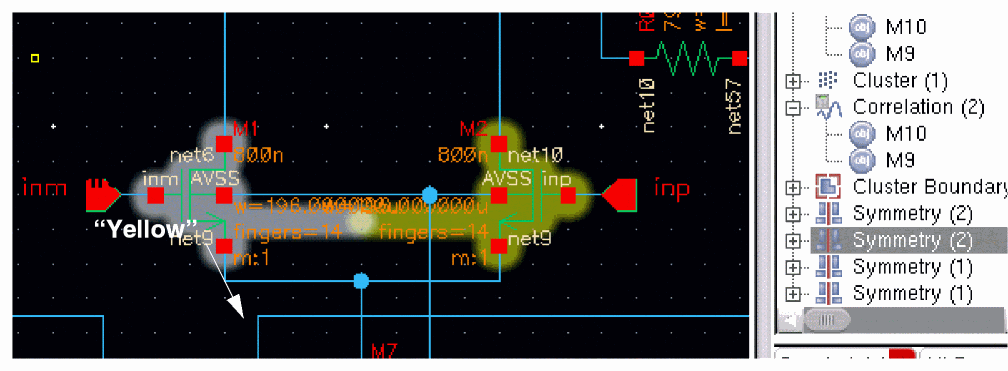 M1
M2
net6
800n
800n
net10
inm
inm
AVSS
AVSS
inp
inp
w=196.0
fingers=14
fingers=14
"Yellow"
net9
net9
m:1
m:1
M7
net10
net57
M10
M9
Cluster (1)
Correlation (2)
M10
M9
Cluster Boundary
Symmetry (2)
Symmetry (2)
Symmetry (1)
Symmetry (1)